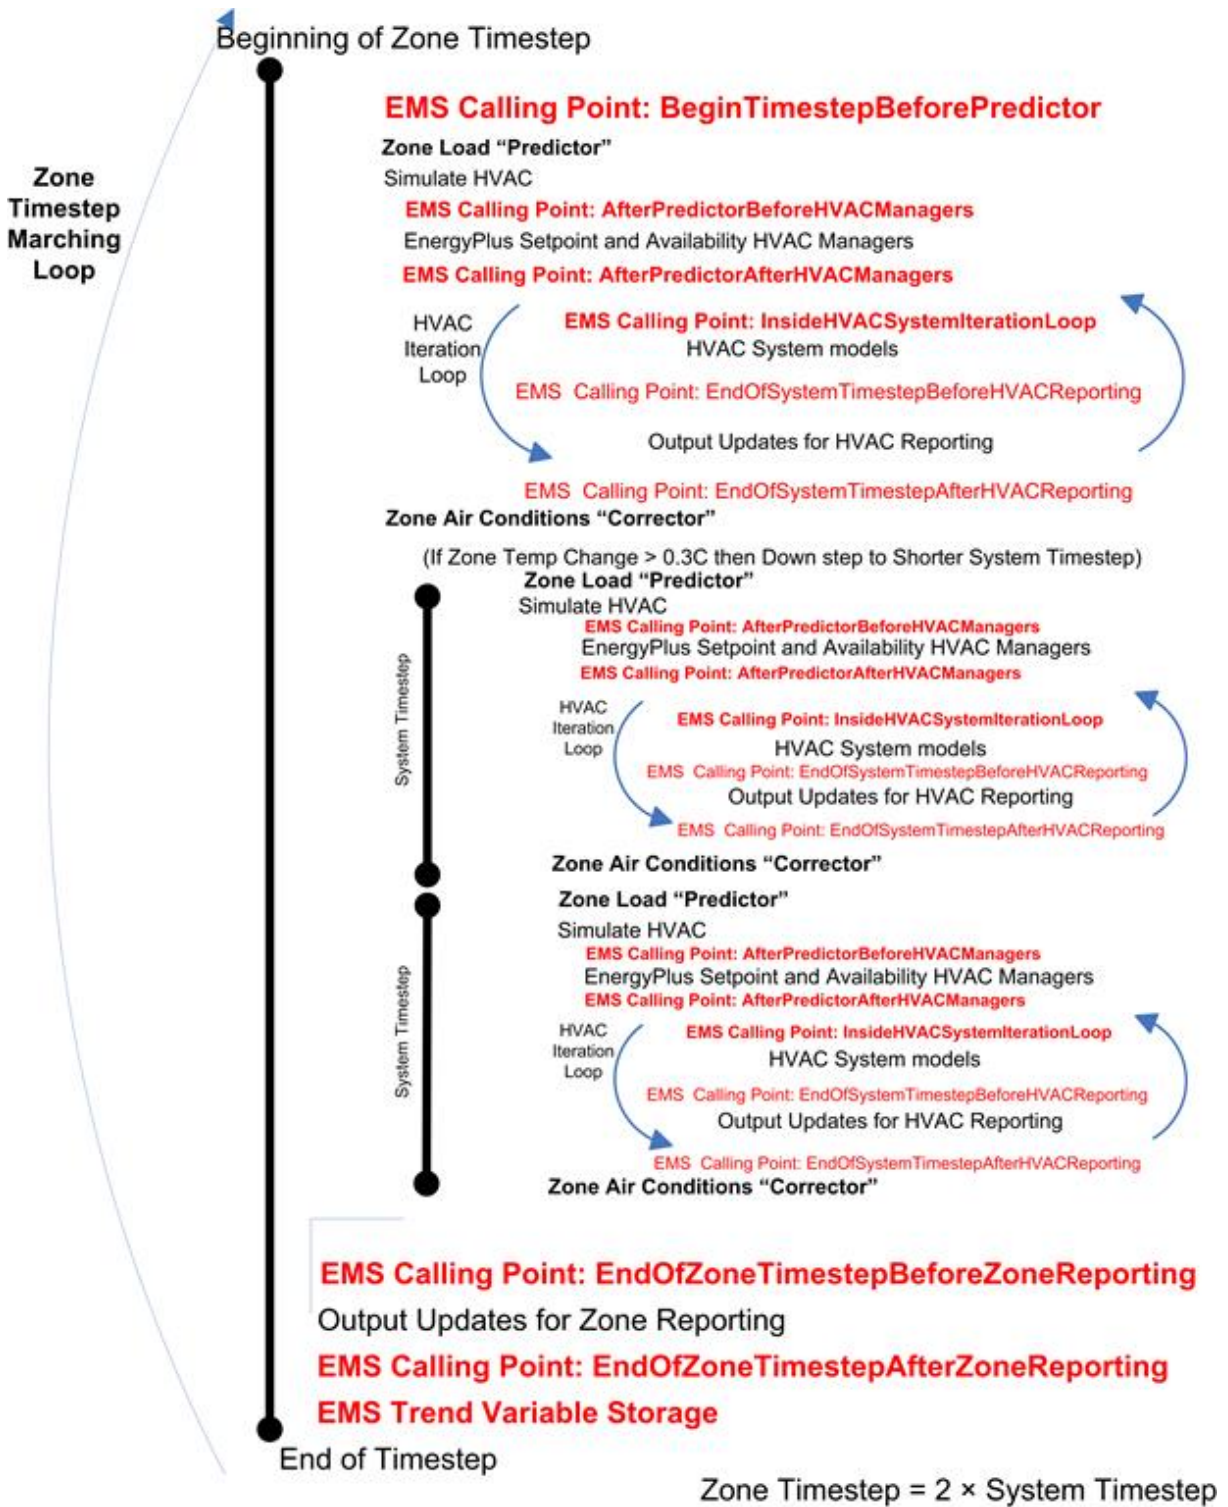 Beginning of Zone Timestep
EMS Calling Point: BeginTimestepBeforePredictor
Zone Load “Predictor”
Simulate HVAC
Zone
Timestep
Marching
Loop
EMS Calling Point: AfterPredictorBeforeHVACManagers
EnergyPlus Setpoint and Availability HVAC Managers
EMS Calling Point: AfterPredictorAfterHVACManagers
HVAC
Iteration
Loop
EMS Calling Point: InsideHVACSystemIterationLoop
HVAC System models
EMS Calling Point: EndOfSystemTimestepBeforeHVACReporting
Output Updates for HVAC Reporting
EMS Calling Point: EndOfSystemTimestepAfterHVACReporting
Zone Air Conditions “Corrector”
(If Zone Temp Change > 0.3C then Down step to Shorter System Timestep)
Zone Load “Predictor”
Simulate HVAC
EMS Calling Point: AfterPredictorBeforeHVACManagers
EnergyPlus Setpoint and Availability HVAC Managers
EMS Calling Point: AfterPredictorAfterHVACManagers
System Timestep
HVAC
Iteration
Loop
EMS Calling Point: InsideHVACSystemIterationLoop
HVAC System models
EMS Calling Point: EndOfSystemTimestepBeforeHVACReporting
Output Updates for HVAC Reporting
EMS Calling Point: EndOfSystemTimestepAfterHVACReporting
Zone Air Conditions “Corrector”
Zone Load “Predictor”
Simulate HVAC
EMS Calling Point: AfterPredictorBeforeHVACManagers
EnergyPlus Setpoint and Availability HVAC Managers
EMS Calling Point: AfterPredictorAfterHVACManagers
System Timestep
HVAC
Iteration
Loop
EMS Calling Point: InsideHVACSystemIterationLoop
HVAC System models
EMS Calling Point: EndOfSystemTimestepBeforeHVACReporting
Output Updates for HVAC Reporting
EMS Calling Point: EndOfSystemTimestepAfterHVACReporting
Zone Air Conditions “Corrector”
EMS Calling Point: EndOfZoneTimestepBeforeZoneReporting
Output Updates for Zone Reporting
EMS Calling Point: EndOfZoneTimestepAfterZoneReporting
EMS Trend Variable Storage
End of Timestep
Zone Timestep = 2 × System Timestep